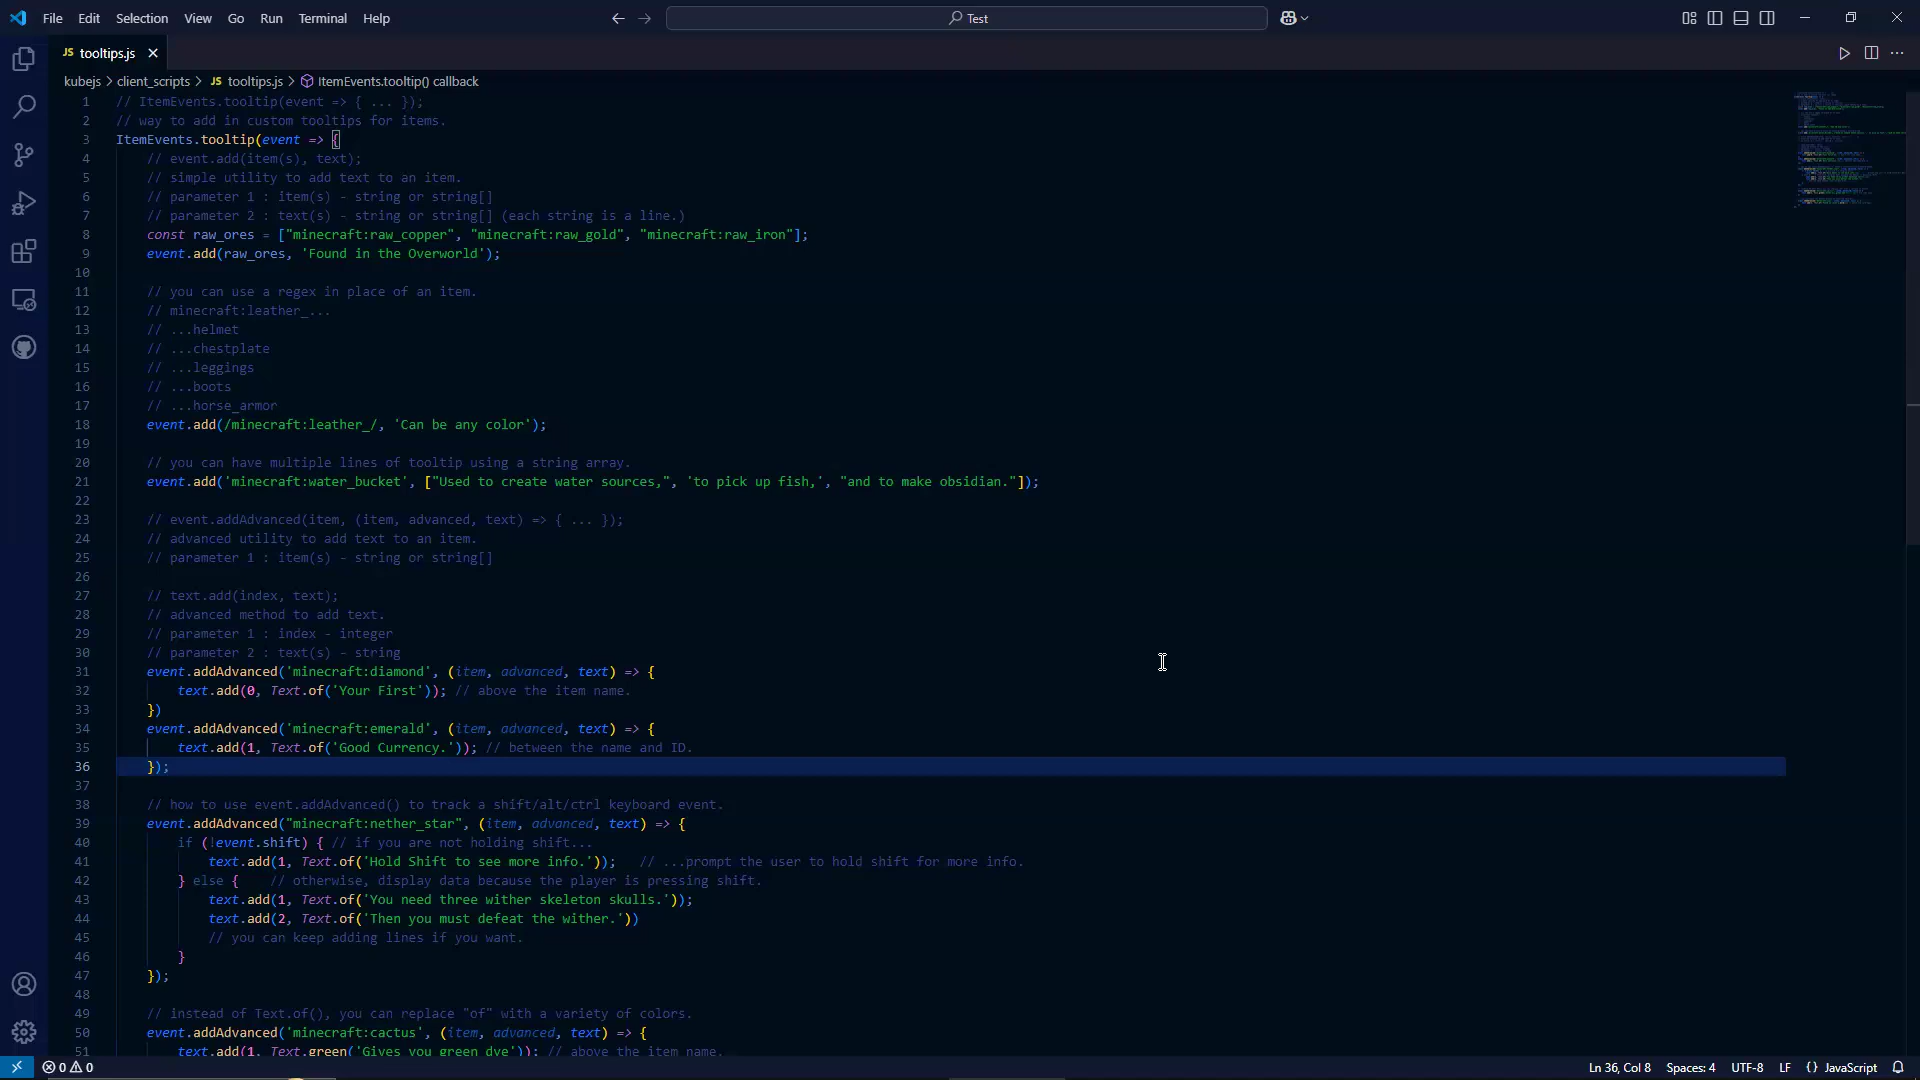 File Edit Selection View Go Run Terminal Help
Test
JS tooltips.js
kubejs > client_scripts > JS tooltips.js > ItemEvents.tooltip() callback
1 // ItemEvents.tooltip(event => { ... });
2 // way to add in custom tooltips for items.
3 ItemEvents.tooltip(event => {
4 // event.add(item(s), text);
5 // simple utility to add text to an item.
6 // parameter 1 : item(s) - string or string[]
7 // parameter 2 : text(s) - string or string[] (each string is a line.)
8 const raw_ores = ["minecraft:raw_copper", "minecraft:raw_gold", "minecraft:raw_iron"];
9 event.add(raw_ores, 'Found in the Overworld');
10
11 // you can use a regex in place of an item.
12 // minecraft:leather_...
13 // ...helmet
14 // ...chestplate
15 // ...leggings
16 // ...boots
17 // ...horse_armor
18 event.add(/minecraft:leather_/, 'Can be any color');
19
20 // you can have multiple lines of tooltip using a string array.
21 event.add('minecraft:water_bucket', ["Used to create water sources,", 'to pick up fish,', "and to make obsidian."]);
22
23 // event.addAdvanced(item, (item, advanced, text) => { ... });
24 // advanced utility to add text to an item.
25 // parameter 1 : item(s) - string or string[]
26
27 // text.add(index, text);
28 // advanced method to add text.
29 // parameter 1 : index - integer
30 // parameter 2 : text(s) - string
31 event.addAdvanced('minecraft:diamond', (item, advanced, text) => {
32 text.add(0, Text.of('Your First')); // above the item name.
33 })
34 event.addAdvanced('minecraft:emerald', (item, advanced, text) => {
35 text.add(1, Text.of('Good Currency.')); // between the name and ID.
36 });
37
38 // how to use event.addAdvanced() to track a shift/alt/ctrl keyboard event.
39 event.addAdvanced("minecraft:nether_star", (item, advanced, text) => {
40 if (!event.shift) { // if you are not holding shift...
41 text.add(1, Text.of('Hold Shift to see more info.')); // ...prompt the user to hold shift for more info.
42 } else { // otherwise, display data because the player is pressing shift.
43 text.add(1, Text.of('You need three wither skeleton skulls.'));
44 text.add(2, Text.of('Then you must defeat the wither.'))
45 // you can keep adding lines if you want.
46 }
47 });
48
49 // instead of Text.of(), you can replace "of" with a variety of colors.
50 event.addAdvanced('minecraft:cactus', (item, advanced, text) => {
51 text.add(1, Text.green('Gives you green dye')); // above the item name.
0 0 Ln 36, Col 8 Spaces: 4 UTF-8 LF {} JavaScript